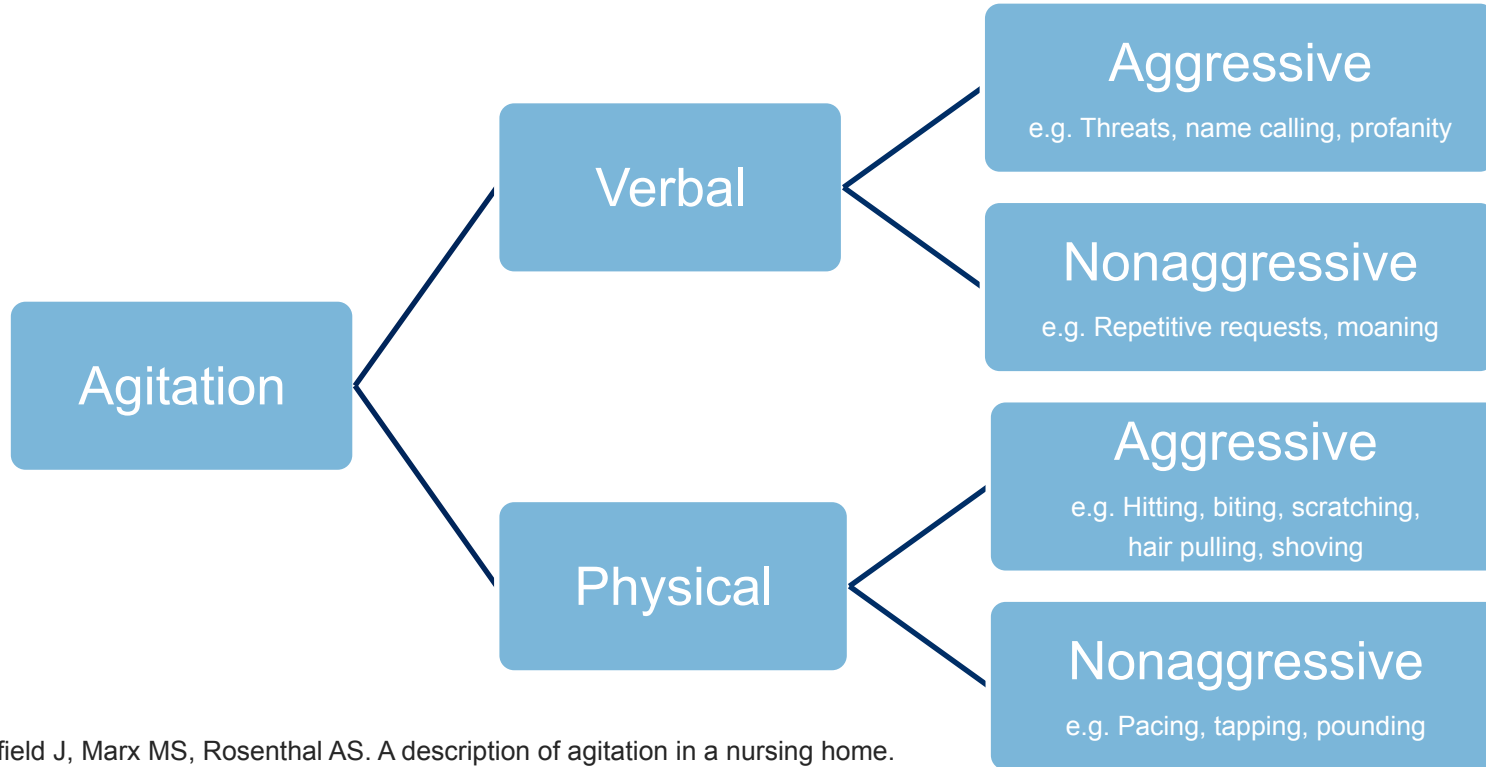 Agitation
Verbal
Aggressive
e.g. Threats, name calling, profanity
Nonaggressive
e.g. Repetitive requests, moaning
Physical
Aggressive
e.g. Hitting, biting, scratching,
hair pulling, shoving
Nonaggressive
e.g. Pacing, tapping, pounding
field J, Marx MS, Rosenthal AS. A description of agitation in a nursing home.